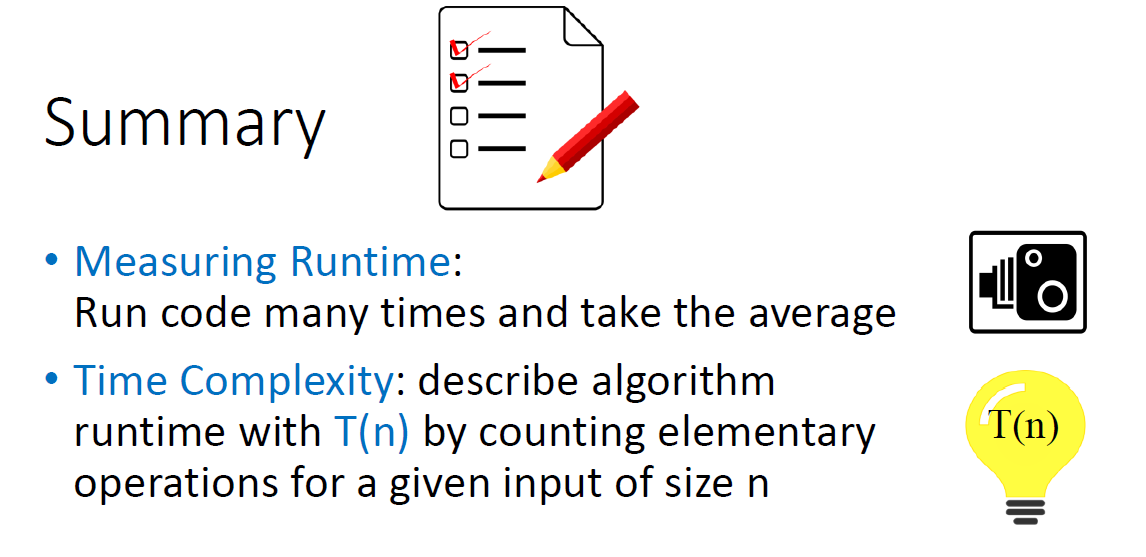 Summary
• Measuring Runtime:
Run code many times and take the average
• Time Complexity: describe algorithm
runtime with T(n) by counting elementary
operations for a given input of size n
T(n)